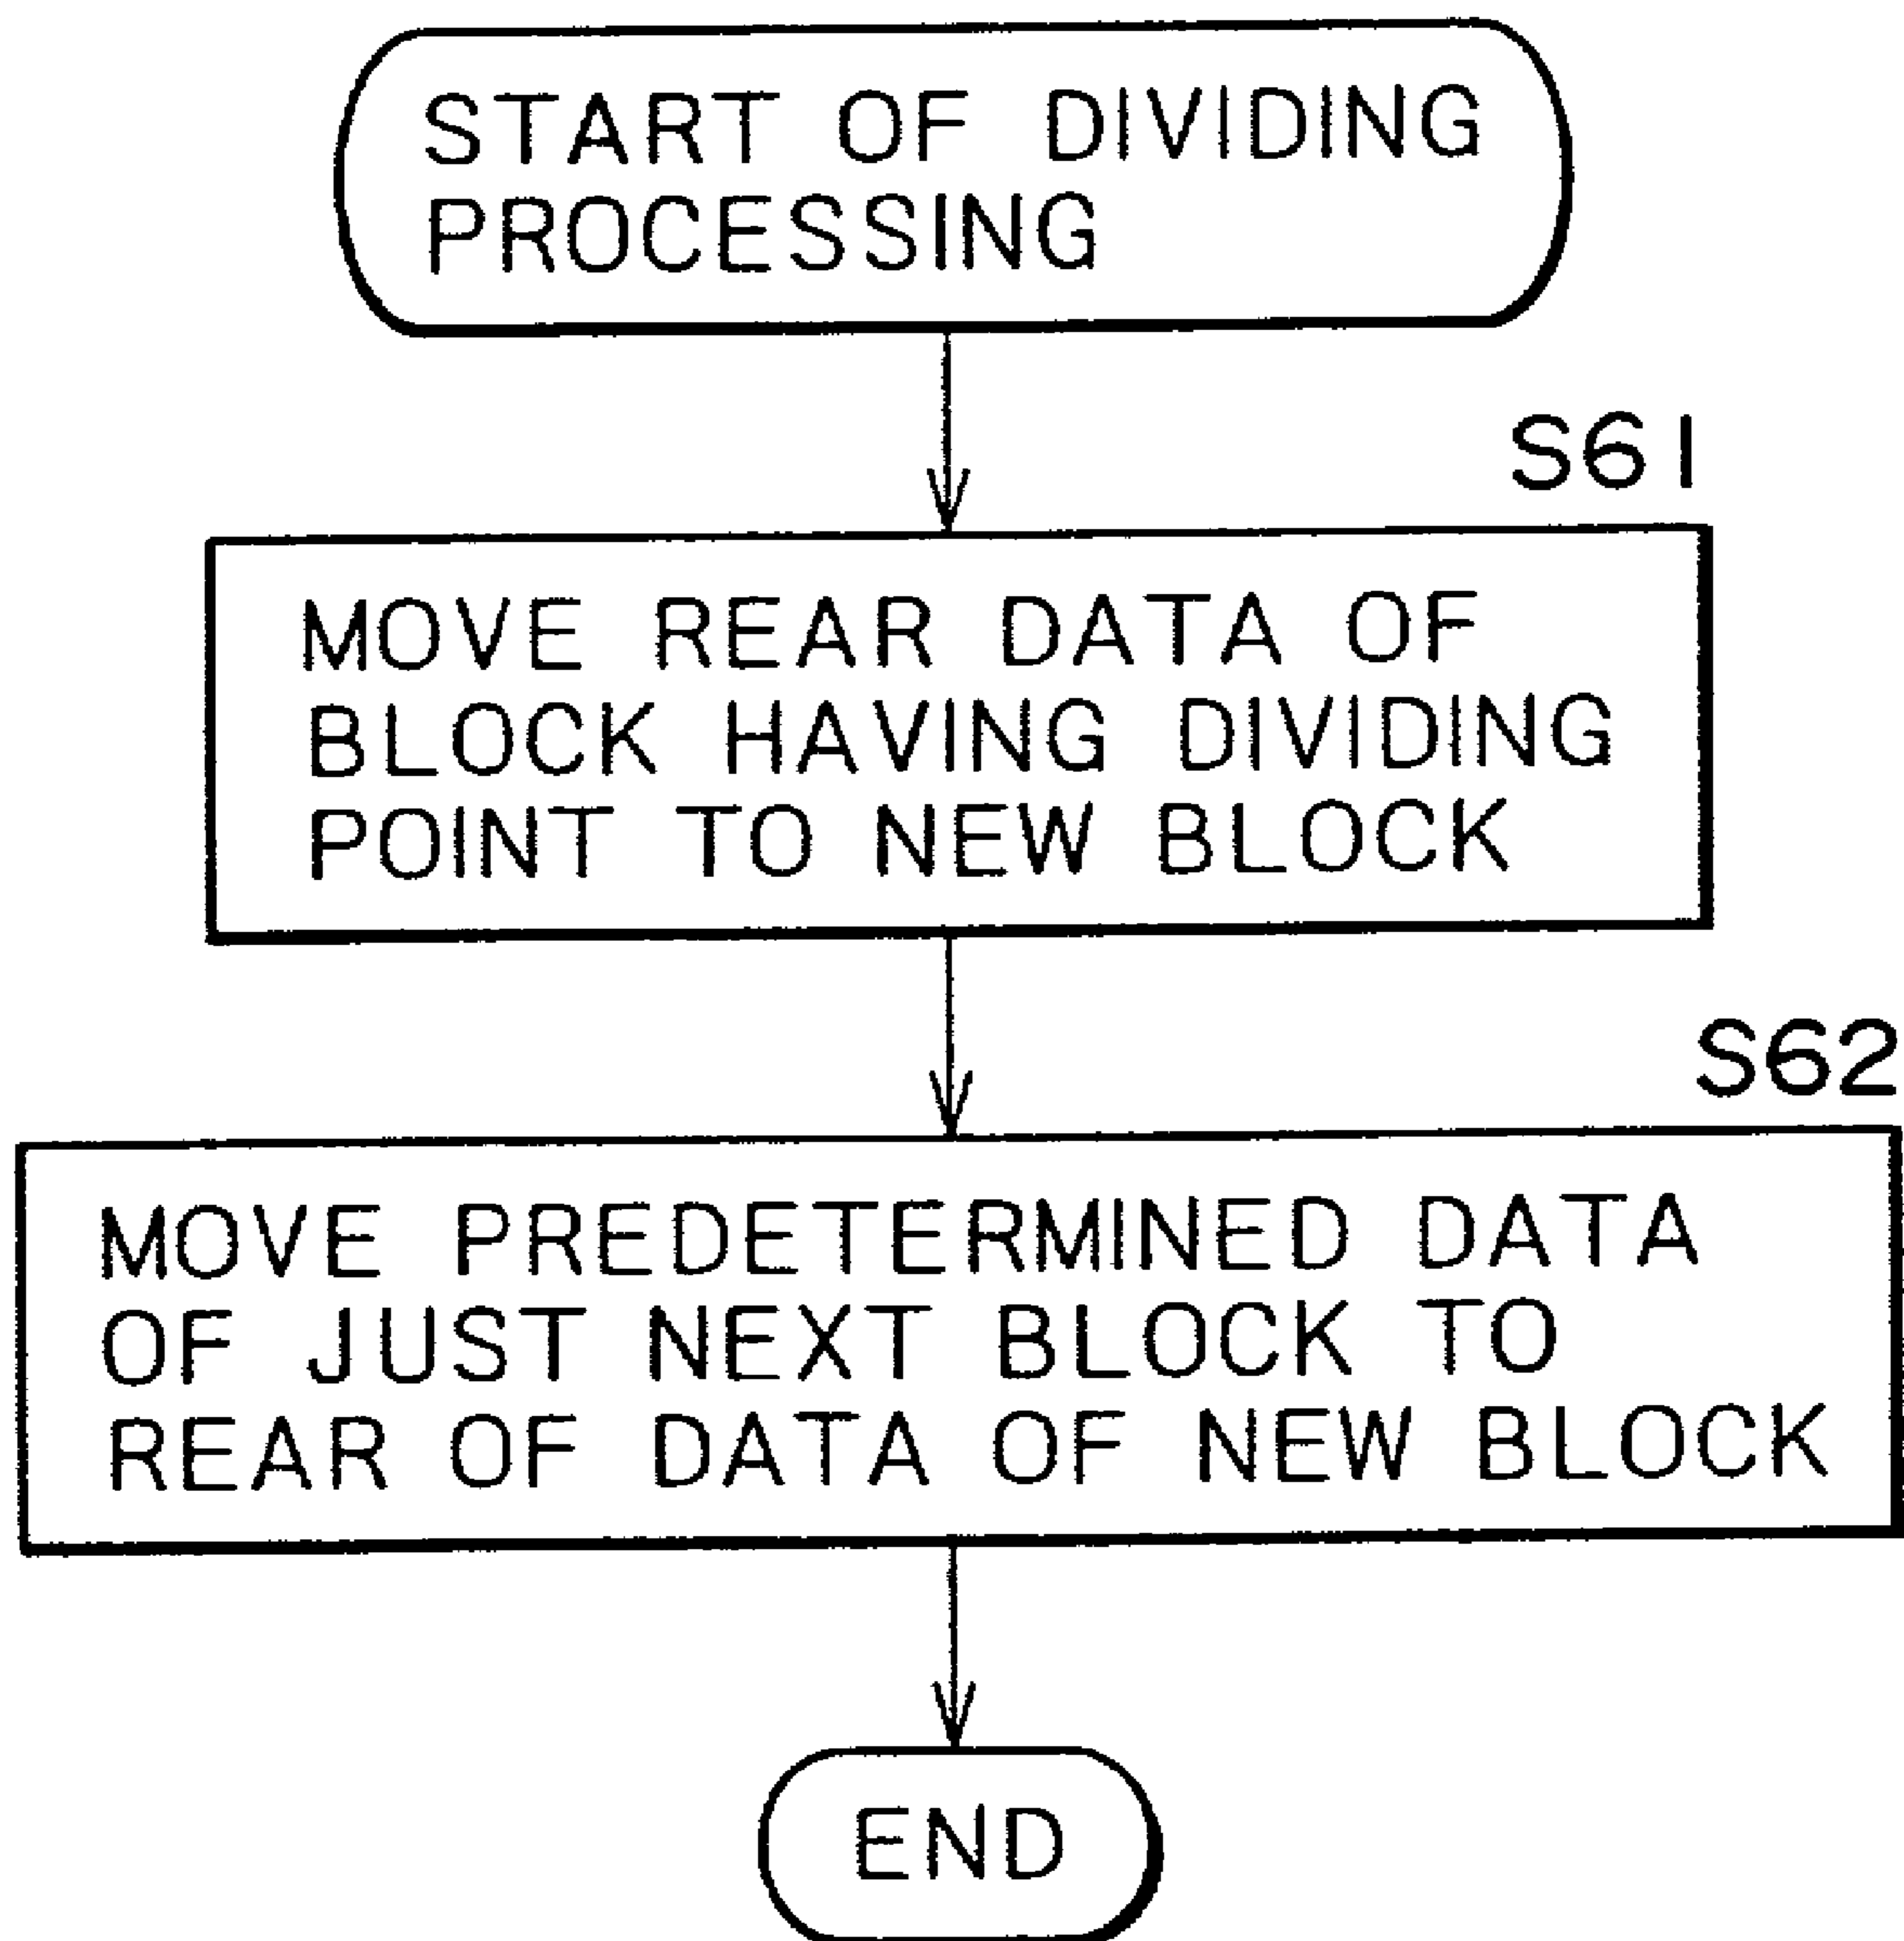 START OF DIVIDING
PROCESSING
S61
MOVE REAR DATA OF
BLOCK HAVING DIVIDING
POINT TO NEW BLOCK
S62
MOVE PREDETERMINED DATA
OF JUST NEXT BLOCK TO
REAR OF DATA OF NEW BLOCK
END